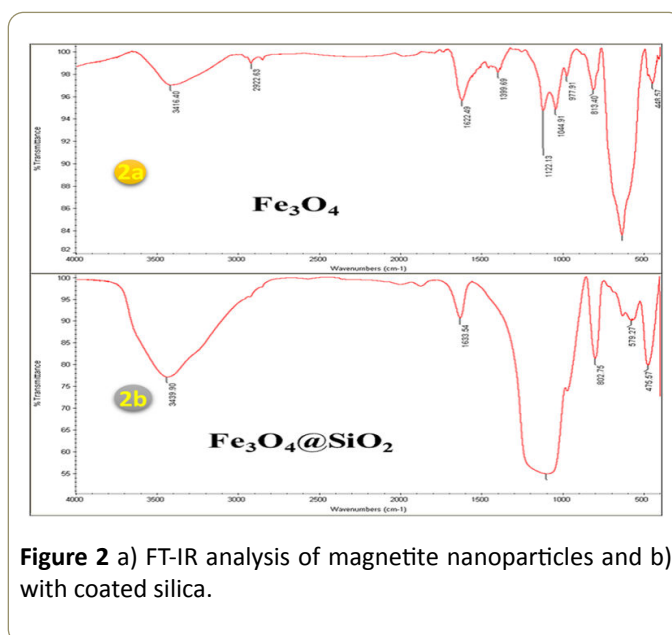 100
98
96
94
92
90
88
86
84
82
% Transmittance
3416.40
2922.63
1622.49
1399.69
1122.13
1044.91
977.91
813.40
448.57
2a
Fe₃O₄
4000 3500 3000 2500 2000 1500 1000 500
Wavenumbers (cm-1)
100
95
90
85
80
75
70
65
60
55
% Transmittance
3439.90
1633.54
802.75
579.27
475.57
2b
Fe₃O₄@SiO₂
4000 3500 3000 2500 2000 1500 1000 500
Wavenumbers (cm-1)
Figure 2 a) FT-IR analysis of magnetite nanoparticles and b)
with coated silica.